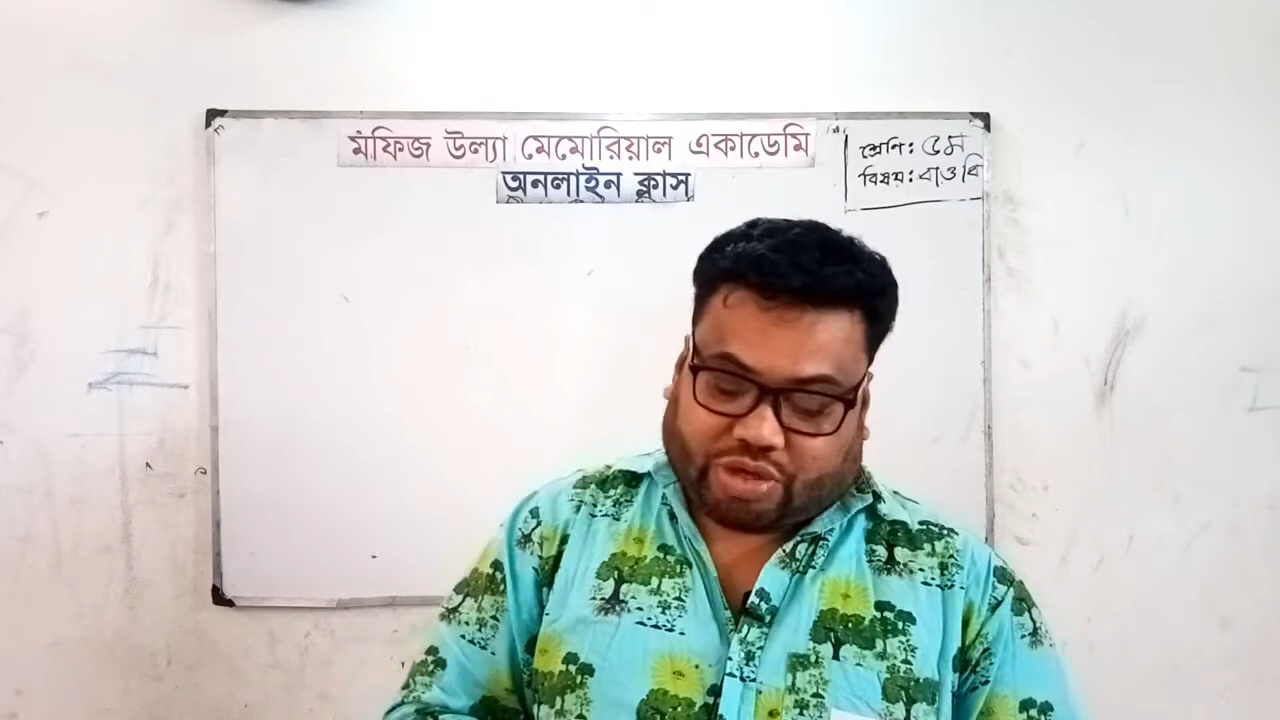 মফিজ উল্যা মেমোরিয়াল একাডেমি
অনলাইন ক্লাস
শ্রেণি: ৫ম
বিষয়: বাওবি